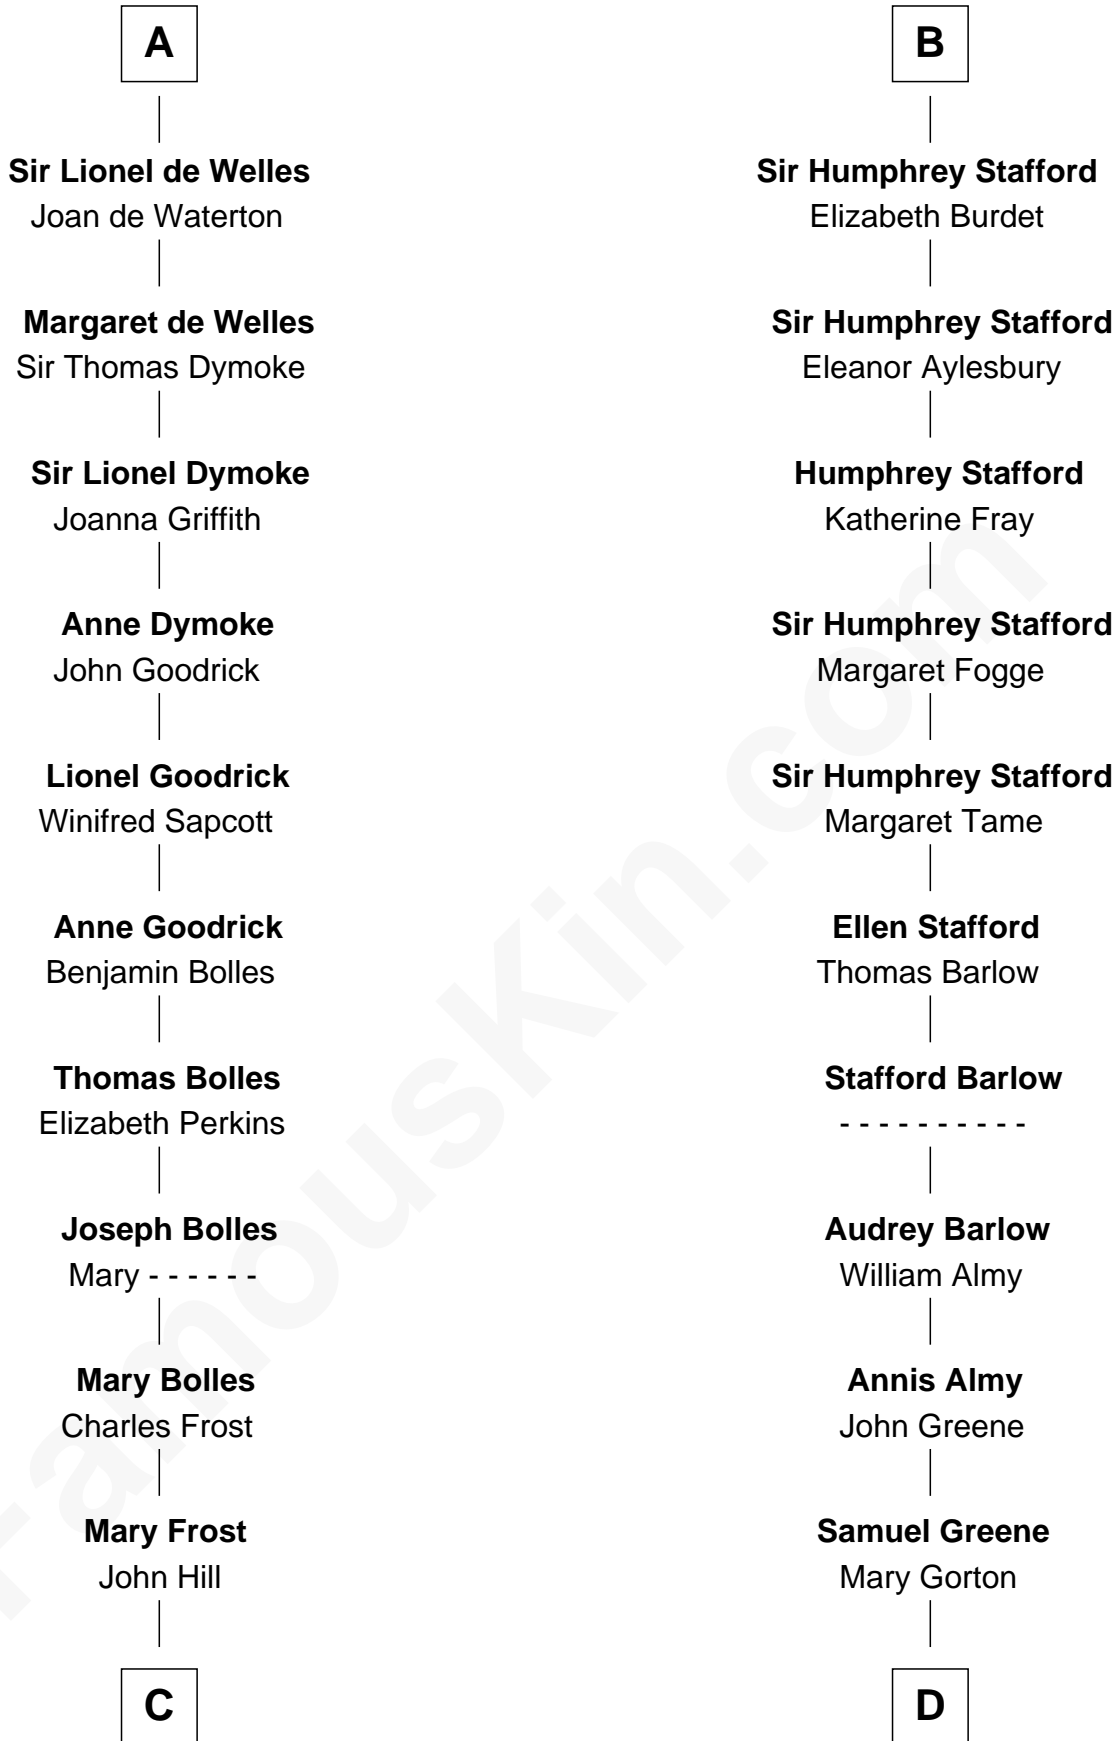 A
Sir Lionel de Welles
Joan de Waterton
Margaret de Welles
Sir Thomas Dymoke
Sir Lionel Dymoke
Joanna Griffith
Anne Dymoke
John Goodrick
Lionel Goodrick
Winifred Sapcott
Anne Goodrick
Benjamin Bolles
Thomas Bolles
Elizabeth Perkins
Joseph Bolles
Mary - - - - - -
Mary Bolles
Charles Frost
Mary Frost
John Hill
C
B
Sir Humphrey Stafford
Elizabeth Burdet
Sir Humphrey Stafford
Eleanor Aylesbury
Humphrey Stafford
Katherine Fray
Sir Humphrey Stafford
Margaret Fogge
Sir Humphrey Stafford
Margaret Tame
Ellen Stafford
Thomas Barlow
Stafford Barlow
- - - - - - - - - -
Audrey Barlow
William Almy
Annis Almy
John Greene
Samuel Greene
Mary Gorton
D
FamousKin.com